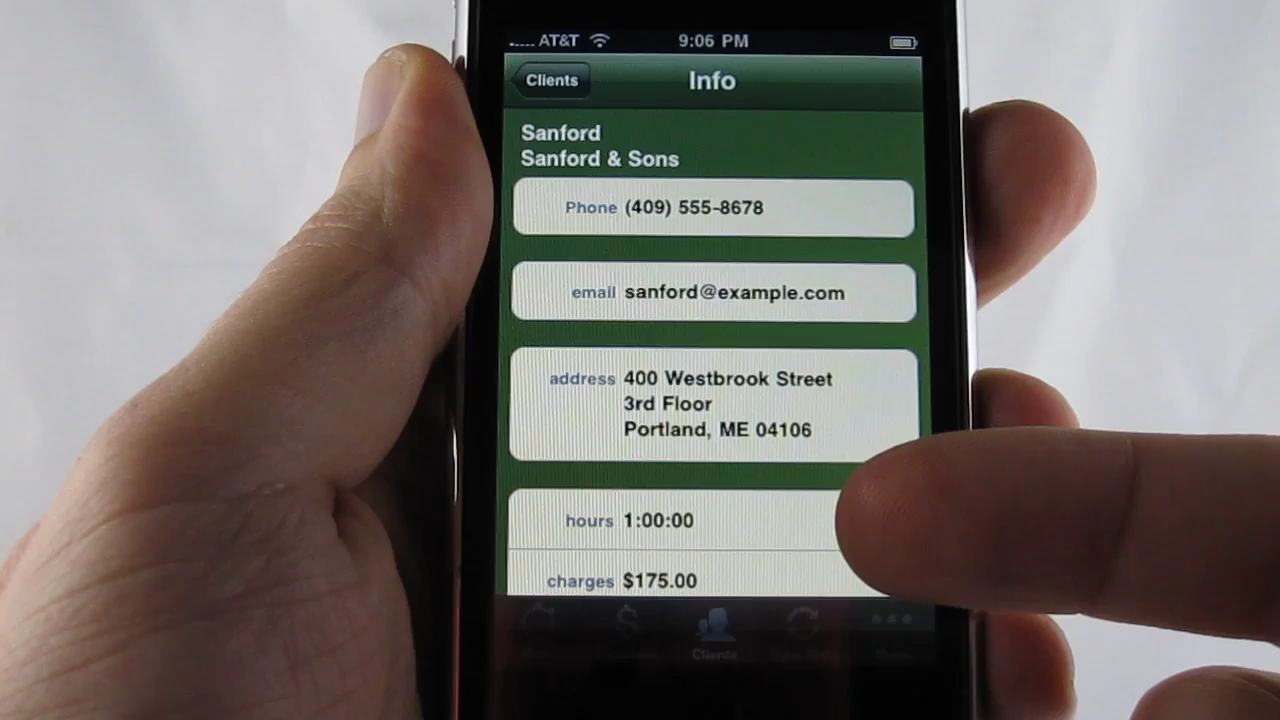 AT&T 9:06 PM
Clients Info
Sanford
Sanford & Sons
Phone (409) 555-8678
email sanford@example.com
address 400 Westbrook Street
3rd Floor
Portland, ME 04106
hours 1:00:00
charges $175.00
Clients